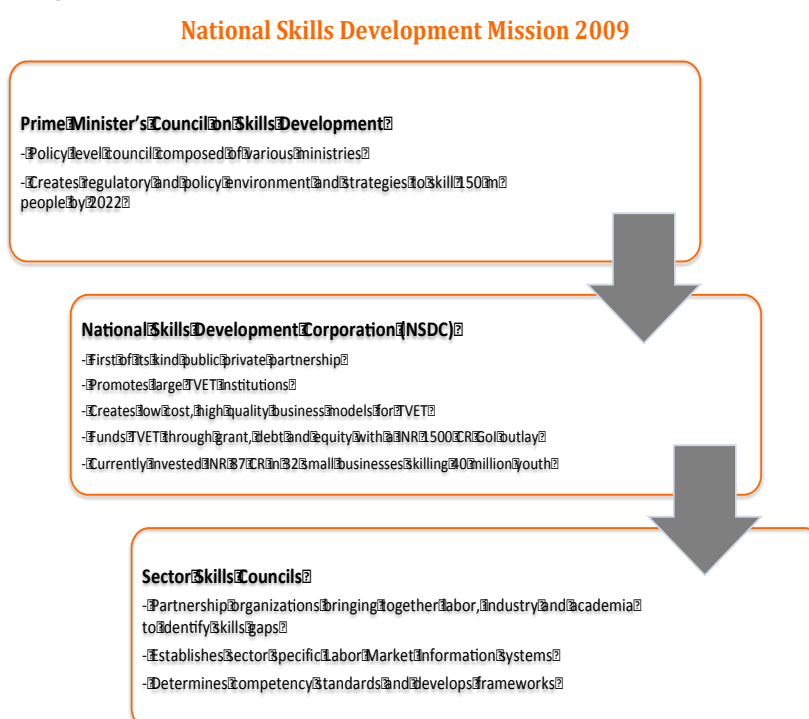 National Skills Development Mission 2009
Prime Minister's Council on Skills Development
- Policy level council composed of various ministries
- Creates regulatory and policy environment and strategies to skill 150 m
people by 2022
National Skills Development Corporation (NSDC)
- First of its kind public private partnership
- Promotes large TVET institutions
- Creates low cost, high quality business models for TVET
- Funds TVET through grant, debt and equity with a INR 1500 CR GoI outlay
- Currently invested INR 87 CR in 32 small businesses skilling 40 million youth
Sector Skills Councils
- Partnership organizations bringing together labor, industry and academia
to identify skills gaps
- Establishes sector specific Labor Market Information systems
- Determines competency standards and develops frameworks